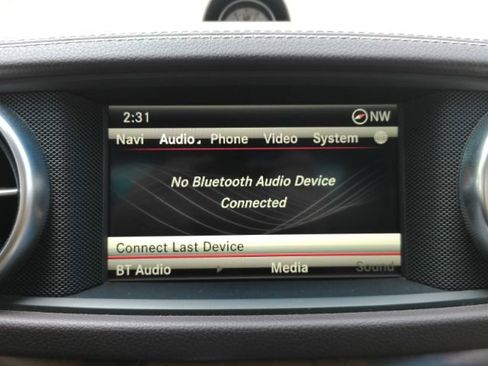 2:31 NW
Navi Audio Phone Video System
No Bluetooth Audio Device
Connected
Connect Last Device
BT Audio Media Sound